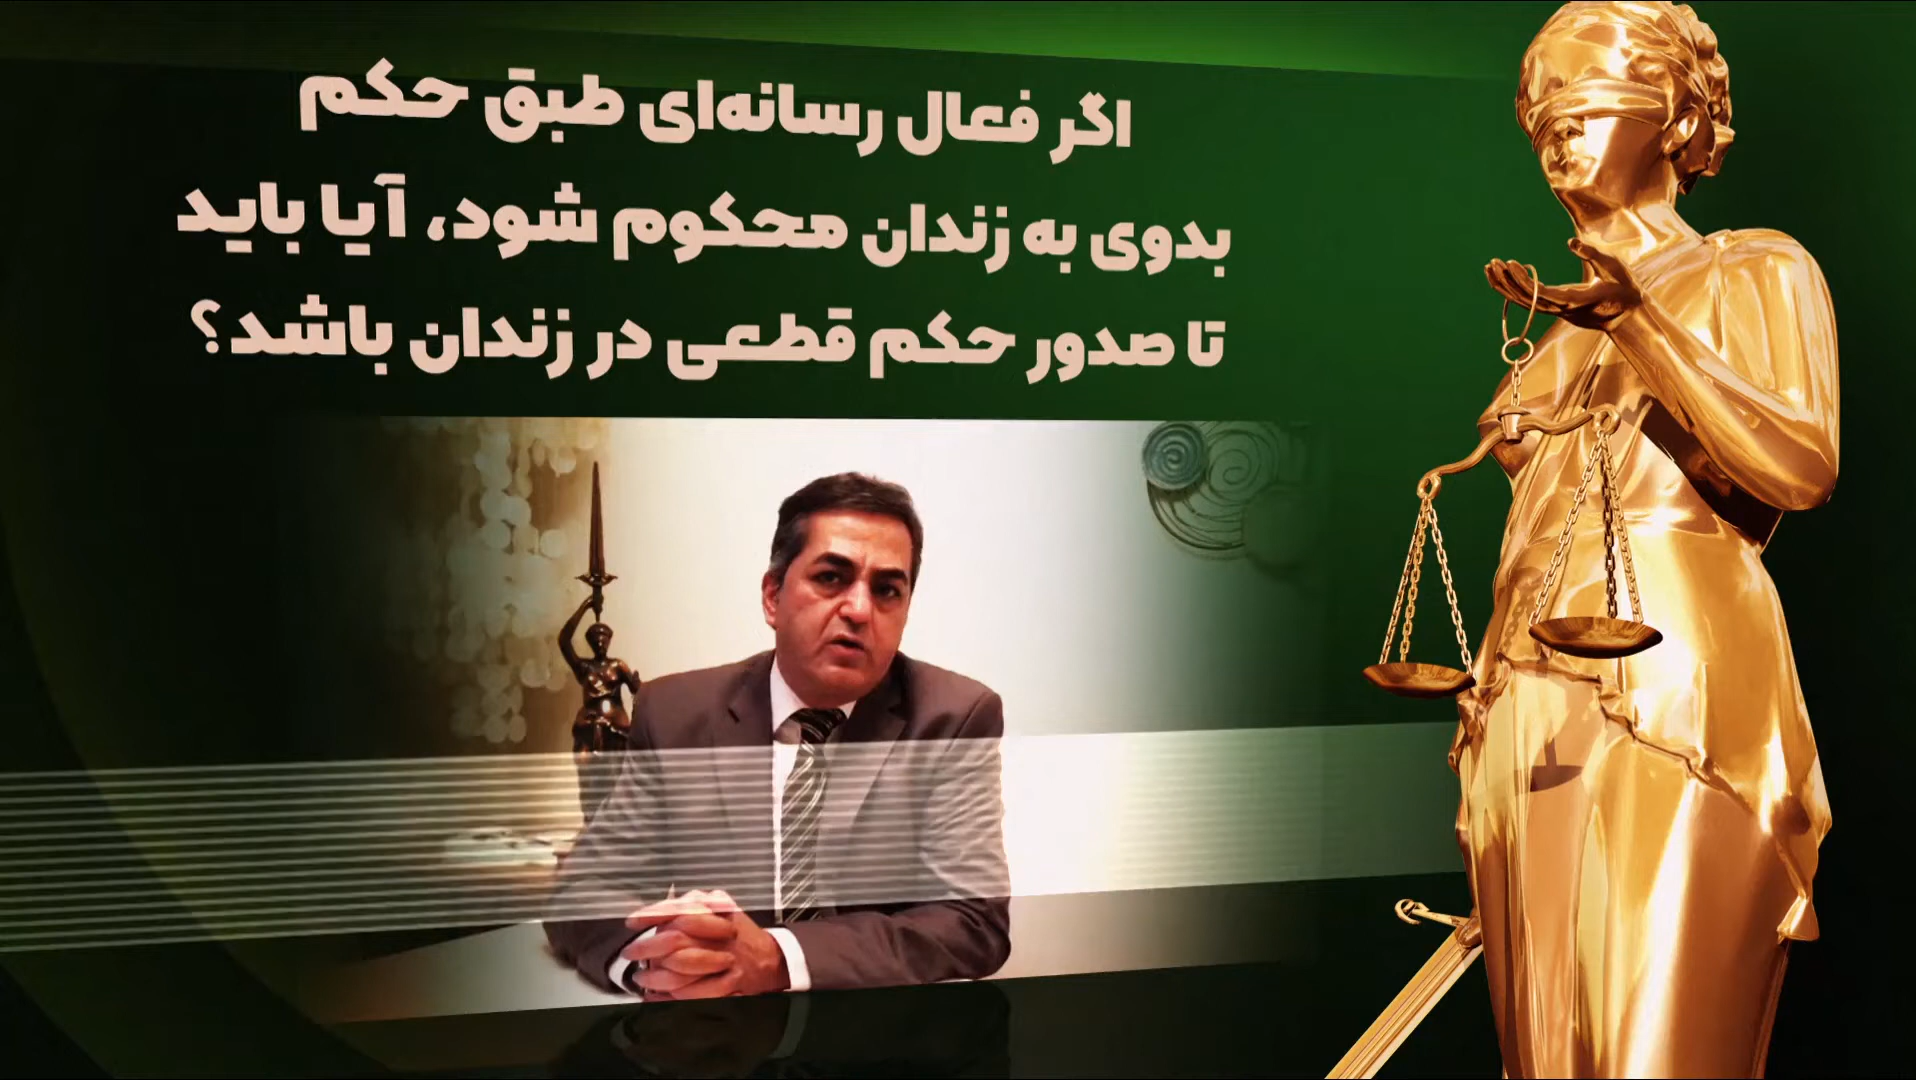 اگر فعال رسانه‌ای طبق حکم
بدوی به زندان محکوم شود، آیا باید
تا صدور حکم قطعی در زندان باشد؟